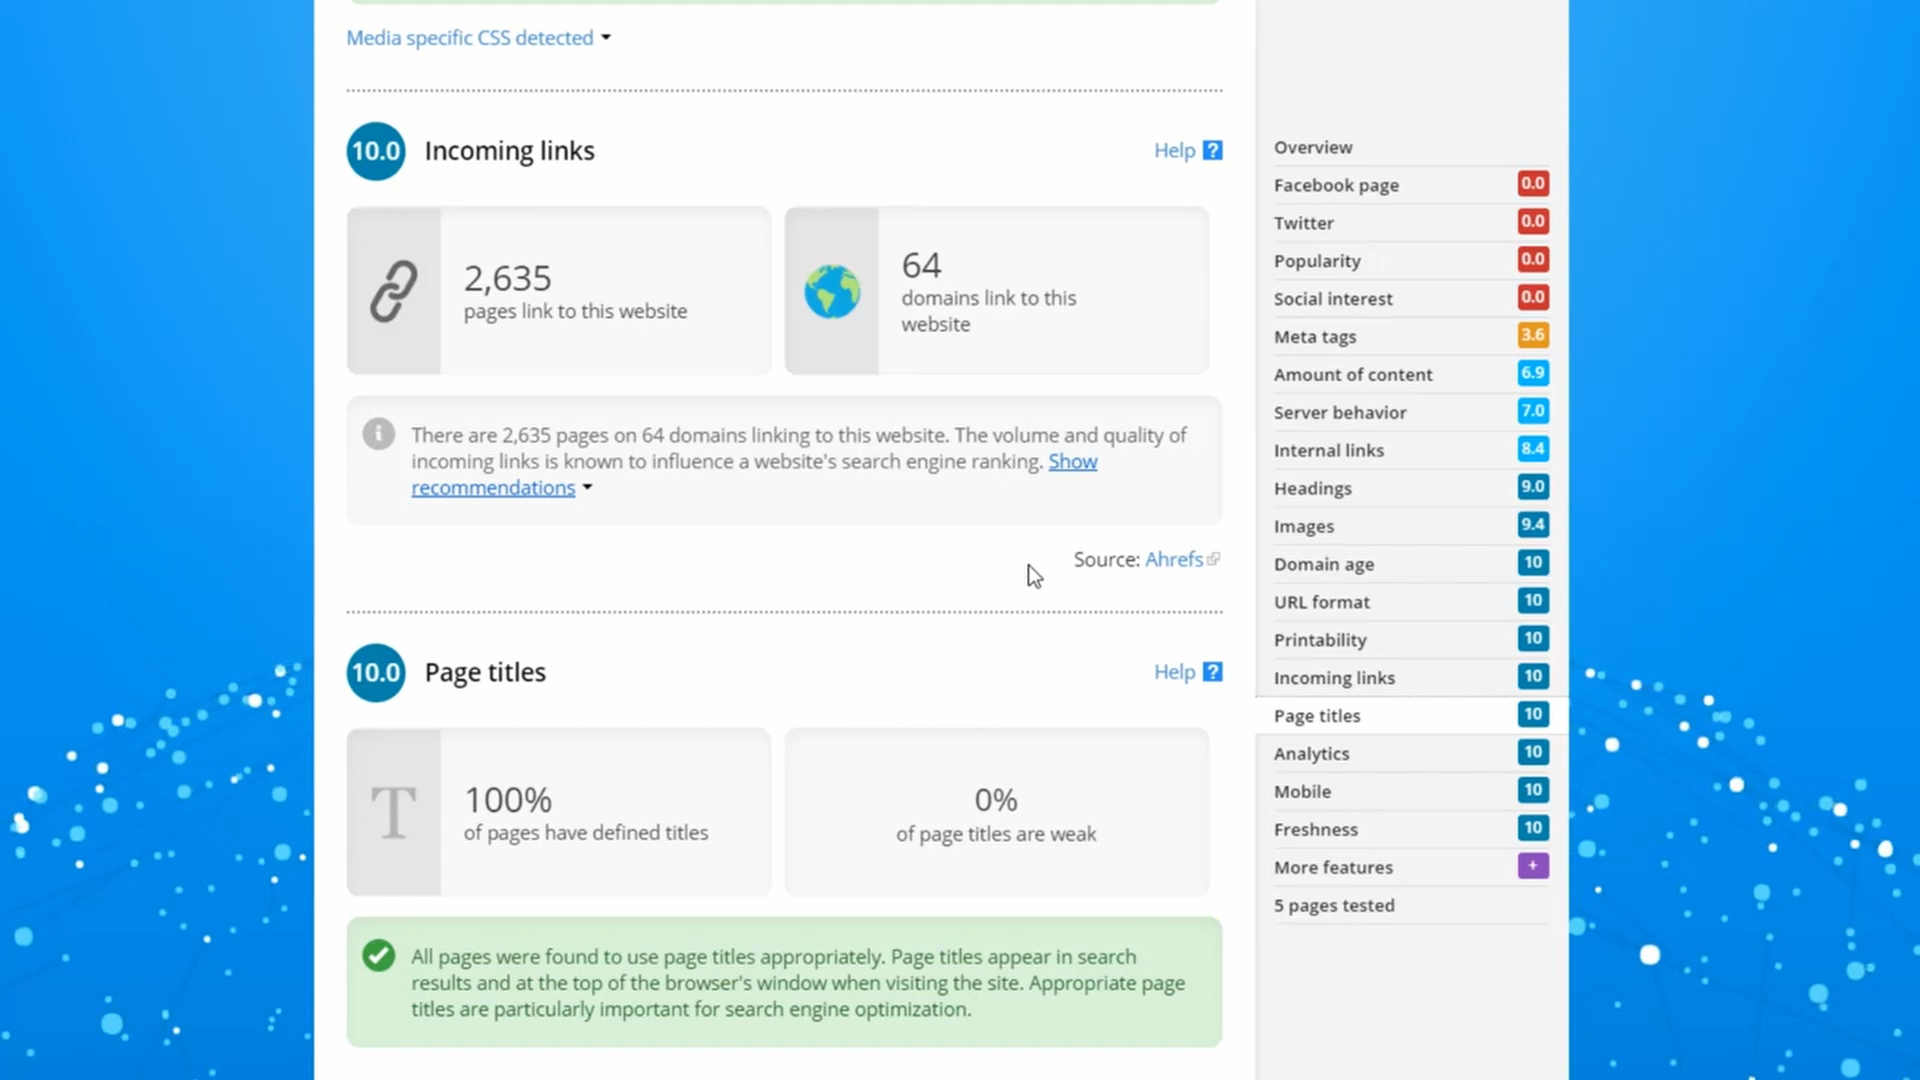 Media specific CSS detected
10.0 Incoming links
Help ?
2,635
pages link to this website
64
domains link to this
website
There are 2,635 pages on 64 domains linking to this website. The volume and quality of
incoming links is known to influence a website's search engine ranking. Show
recommendations
Source: Ahrefs
10.0 Page titles
Help ?
T
100%
of pages have defined titles
0%
of page titles are weak
All pages were found to use page titles appropriately. Page titles appear in search
results and at the top of the browser's window when visiting the site. Appropriate page
titles are particularly important for search engine optimization.
Overview
Facebook page 0.0
Twitter 0.0
Popularity 0.0
Social interest 0.0
Meta tags 3.6
Amount of content 6.9
Server behavior 7.0
Internal links 8.4
Headings 9.0
Images 9.4
Domain age 10
URL format 10
Printability 10
Incoming links 10
Page titles 10
Analytics 10
Mobile 10
Freshness 10
More features +
5 pages tested